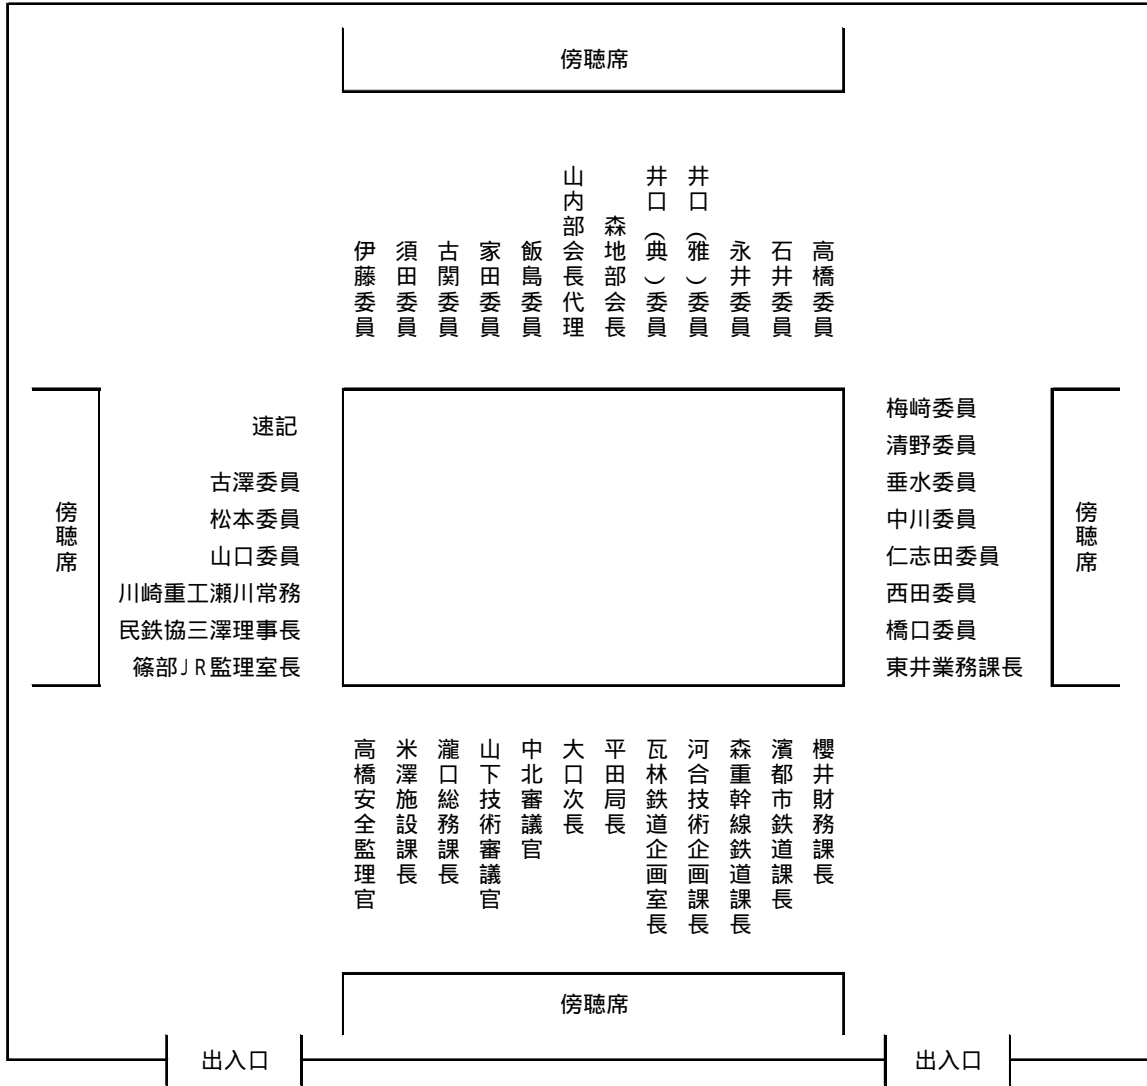 傍聴席
伊藤委員
須田委員
古関委員
家田委員
飯島委員
山内部会長代理
森地部会長
井口（典）委員
井口（雅）委員
永井委員
石井委員
高橋委員
傍聴席
速記
古澤委員
松本委員
山口委員
川崎重工瀬川常務
民鉄協三澤理事長
篠部JR監理室長
梅﨑委員
清野委員
垂水委員
中川委員
仁志田委員
西田委員
橋口委員
東井業務課長
傍聴席
高橋安全監理官
米澤施設課長
瀧口総務課長
山下技術審議官
中北審議官
大口次長
平田局長
瓦林鉄道企画室長
河合技術企画課長
森重幹線鉄道課長
濱都市鉄道課長
櫻井財務課長
傍聴席
出入口
出入口